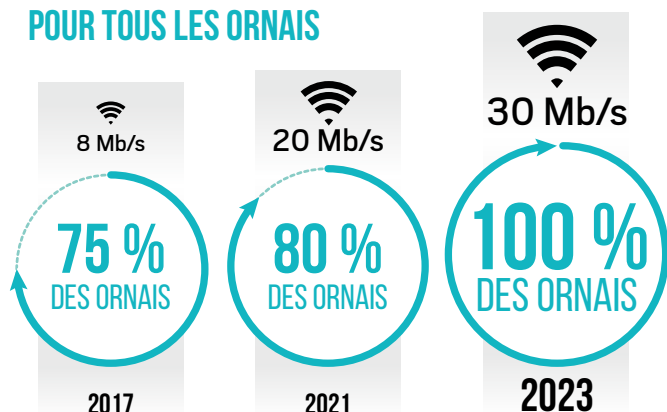 POUR TOUS LES ORNAIS
8 Mb/s
75 %
DES ORNAIS
2017
20 Mb/s
80 %
DES ORNAIS
2021
30 Mb/s
100 %
DES ORNAIS
2023